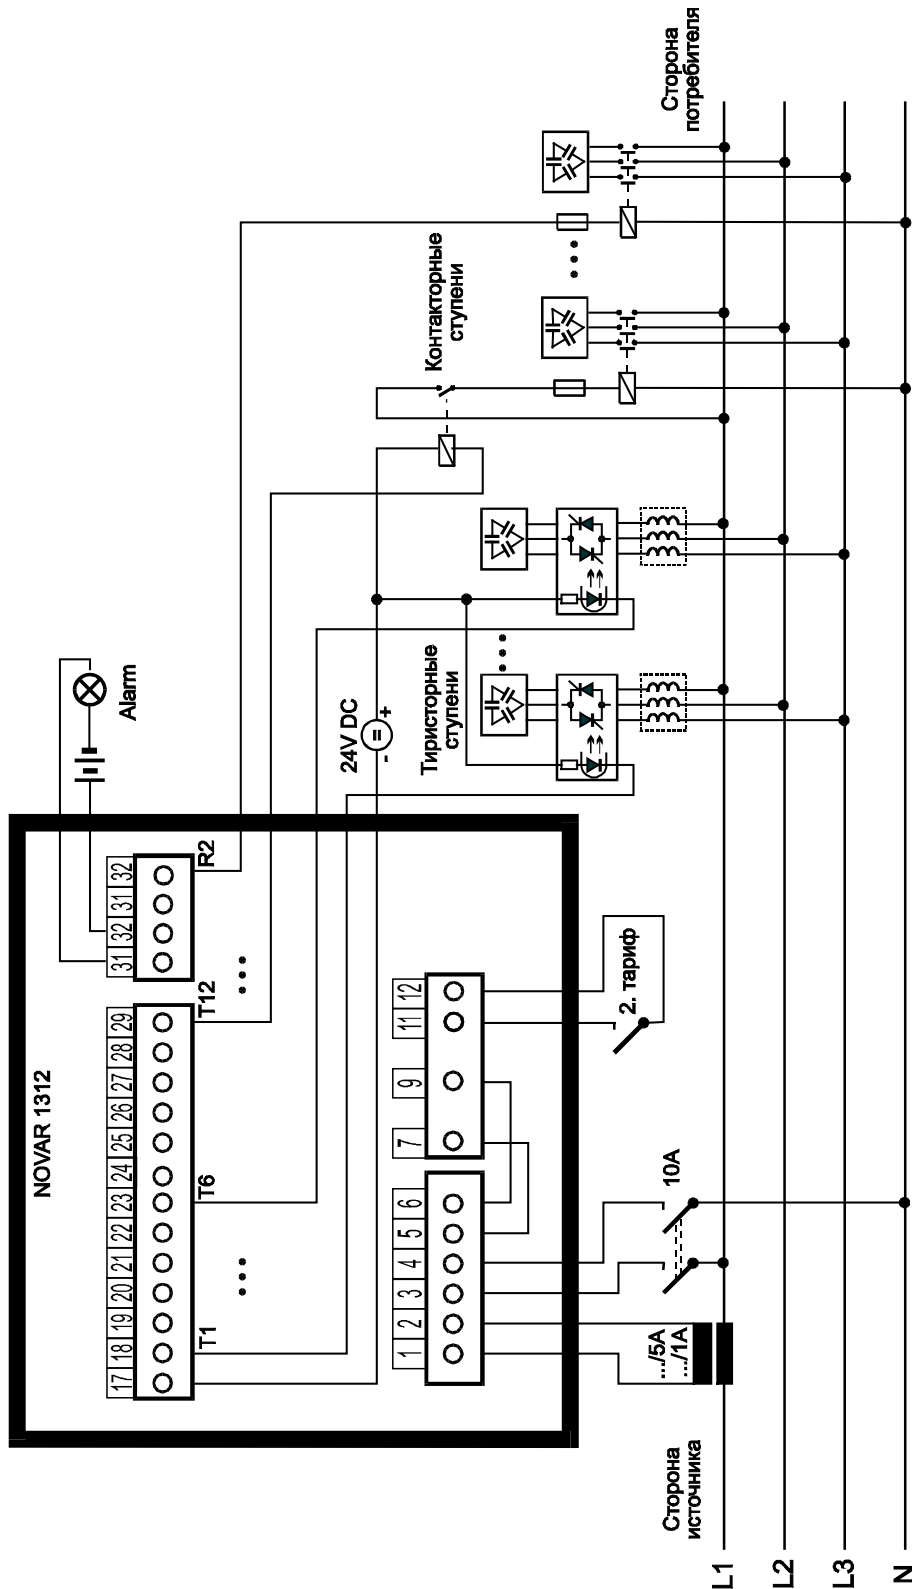 NOVAR 1312
17 18 19 20 21 22 23 24 25 26 27 28 29
31 32 31 32
T1
T6
T12
R2
1 2 3 4 5 6
7 9 11 12
Alarm
24V DC
- = +
Тиристорные
ступени
Контакторные
ступени
2. тариф
10A
.../5A
.../1A
Сторона
источника
Сторона
потребителя
L1
L2
L3
N